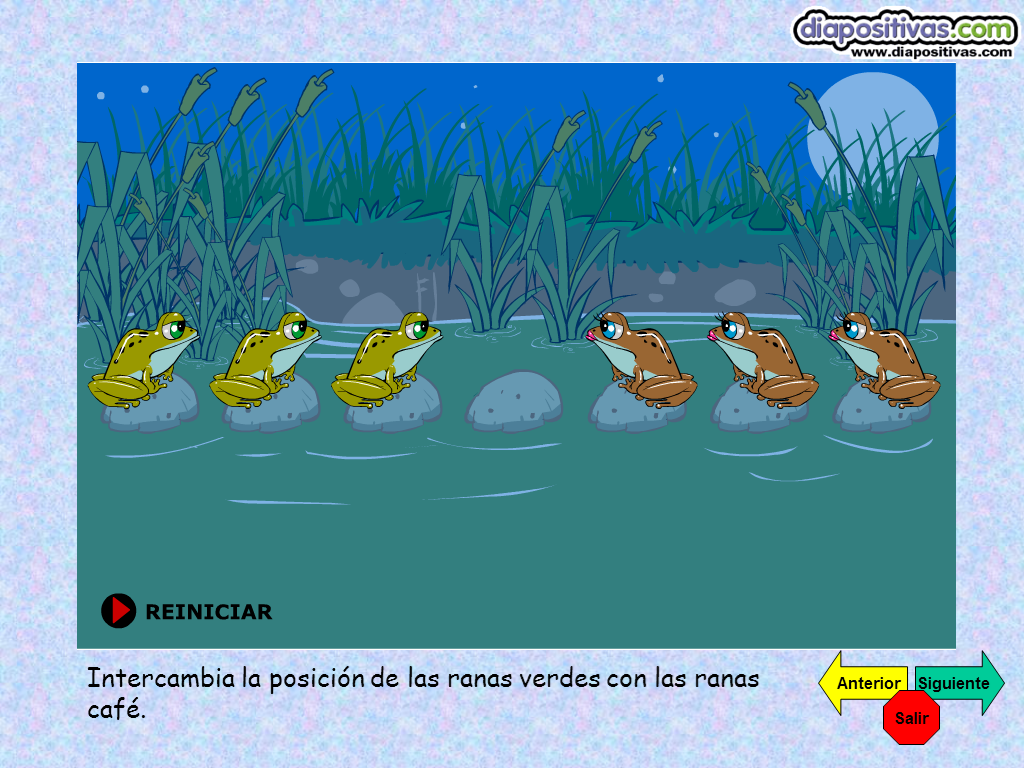 diapositivas.com
www.diapositivas.com
REINICIAR
Intercambia la posición de las ranas verdes con las ranas
café.
Anterior
Siguiente
Salir